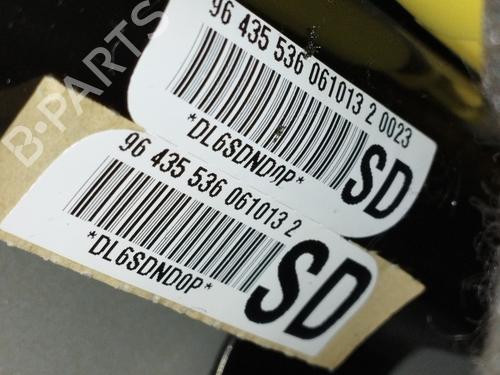 96 435 536 061013 2 0023
*DL6SDND0P*
SD
96 435 536 061013 2
*DL6SDND0P*
SD
B-PARTS